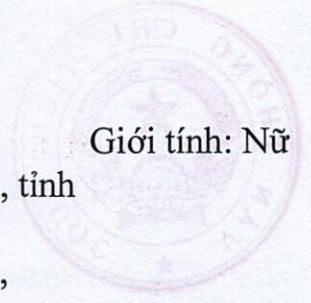 Giới tính: Nữ
, tỉnh
,